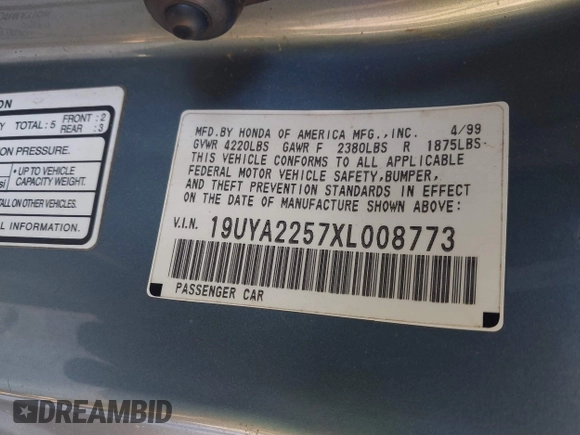 ON
Y TOTAL: 5 FRONT: 2
REAR : 3
ON PRESSURE.
si • UP TO VEHICLE
CAPACITY WEIGHT.
TALL ON OTHER VEHICLES.
L INFORMATION.
MFD.BY HONDA OF AMERICA MFG.,INC. 4/99
GVWR 4220LBS GAWR F 2380LBS R 1875LBS
THIS VEHICLE CONFORMS TO ALL APPLICABLE
FEDERAL MOTOR VEHICLE SAFETY,BUMPER,
AND THEFT PREVENTION STANDARDS IN EFFECT
ON THE DATE OF MANUFACTURE SHOWN ABOVE:
V.I.N. 19UYA2257XL008773
PASSENGER CAR
DREAMBID